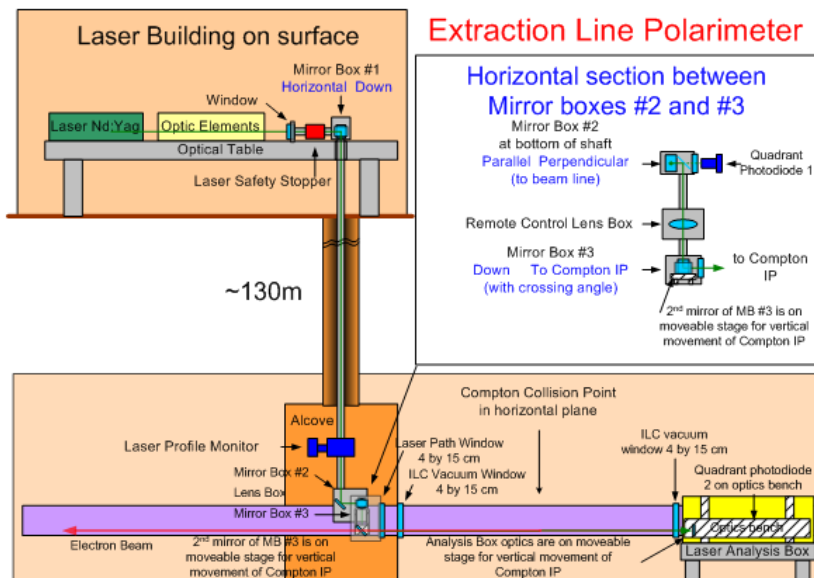 Laser Building on surface
Extraction Line Polarimeter
Mirror Box #1
Horizontal Down
Window
Laser Nd:Yag
Optic Elements
Optical Table
Laser Safety Stopper
Horizontal section between
Mirror boxes #2 and #3
Mirror Box #2
at bottom of shaft
Parallel Perpendicular
(to beam line)
Quadrant
Photodiode 1
Remote Control Lens Box
Mirror Box #3
Down To Compton IP
(with crossing angle)
to Compton
IP
2nd mirror of MB #3 is on
moveable stage for vertical
movement of Compton IP
~130m
Alcove
Laser Profile Monitor
Mirror Box #2
Lens Box
Mirror Box #3
Laser Path Window
4 by 15 cm
ILC Vacuum Window
4 by 15 cm
Compton Collision Point
in horizontal plane
ILC vacuum
window 4 by 15 cm
Quadrant photodiode
2 on optics bench
Optics bench
Laser Analysis Box
Electron Beam
2nd mirror of MB #3 is on
moveable stage for vertical
movement of Compton IP
Analysis Box optics are on moveable
stage for vertical movement of
Compton IP